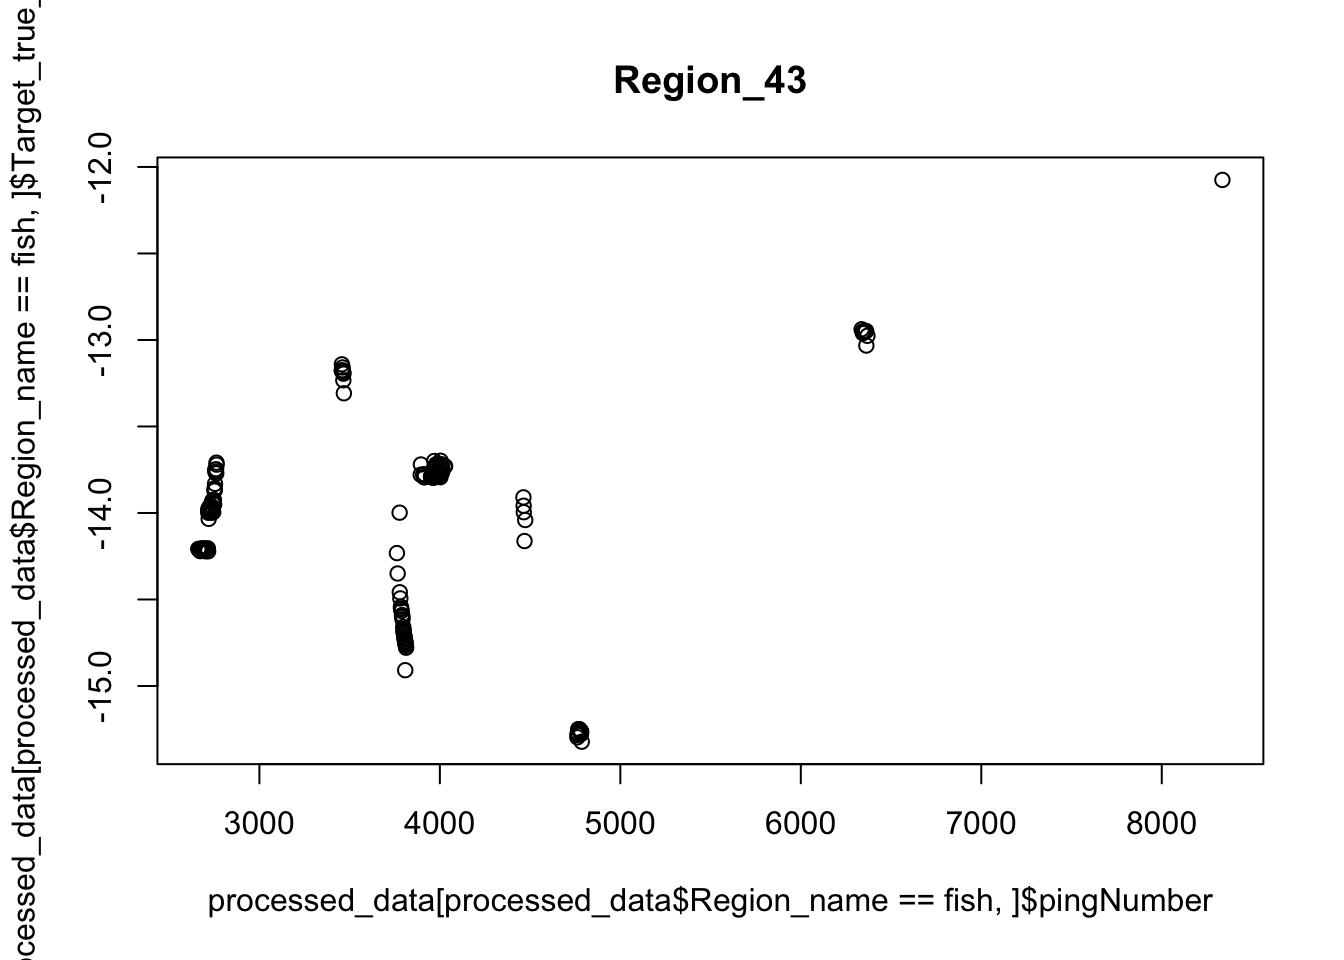 Region_43
cessed_data[processed_data$Region_name == fish, ]$Target_true_
-12.0
-13.0
-14.0
-15.0
3000 4000 5000 6000 7000 8000
processed_data[processed_data$Region_name == fish, ]$pingNumber